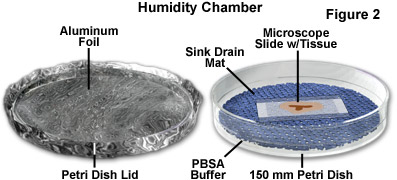 Humidity Chamber
Figure 2
Aluminum
Foil
Microscope
Slide w/Tissue
Sink Drain
Mat
Petri Dish Lid
PBSA
Buffer
150 mm Petri Dish